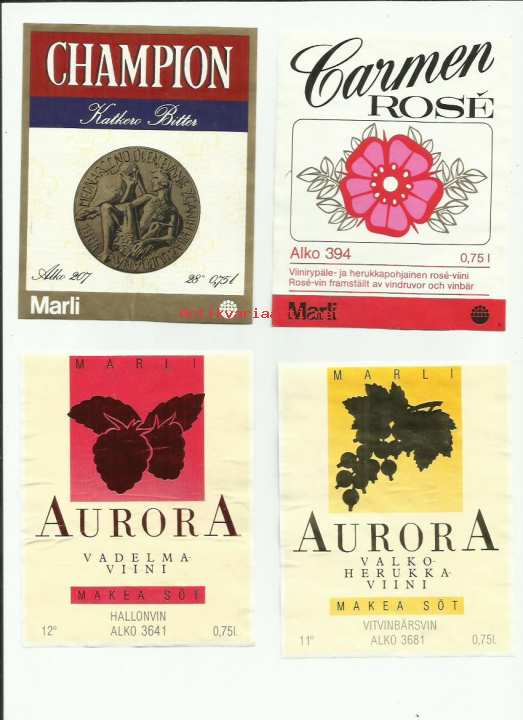 CHAMPION
Katkero Bitter
Alko 207
28° 0,75 l
Marli
Carmen
ROSÉ
Alko 394
0,75 l
Viinirypäle- ja herukkapohjainen rosé-viini
Rosé-vin framställt av vindruvor och vinbär
Marli
MARLI
AURORA
VADELMA-
VIINI
MAKEA SÖT
HALLONVIN
12° ALKO 3641 0,75l.
MARLI
AURORA
VALKO-
HERUKKA-
VIINI
MAKEA SÖT
VITVINBÄRSVIN
11° ALKO 3681 0,75l.